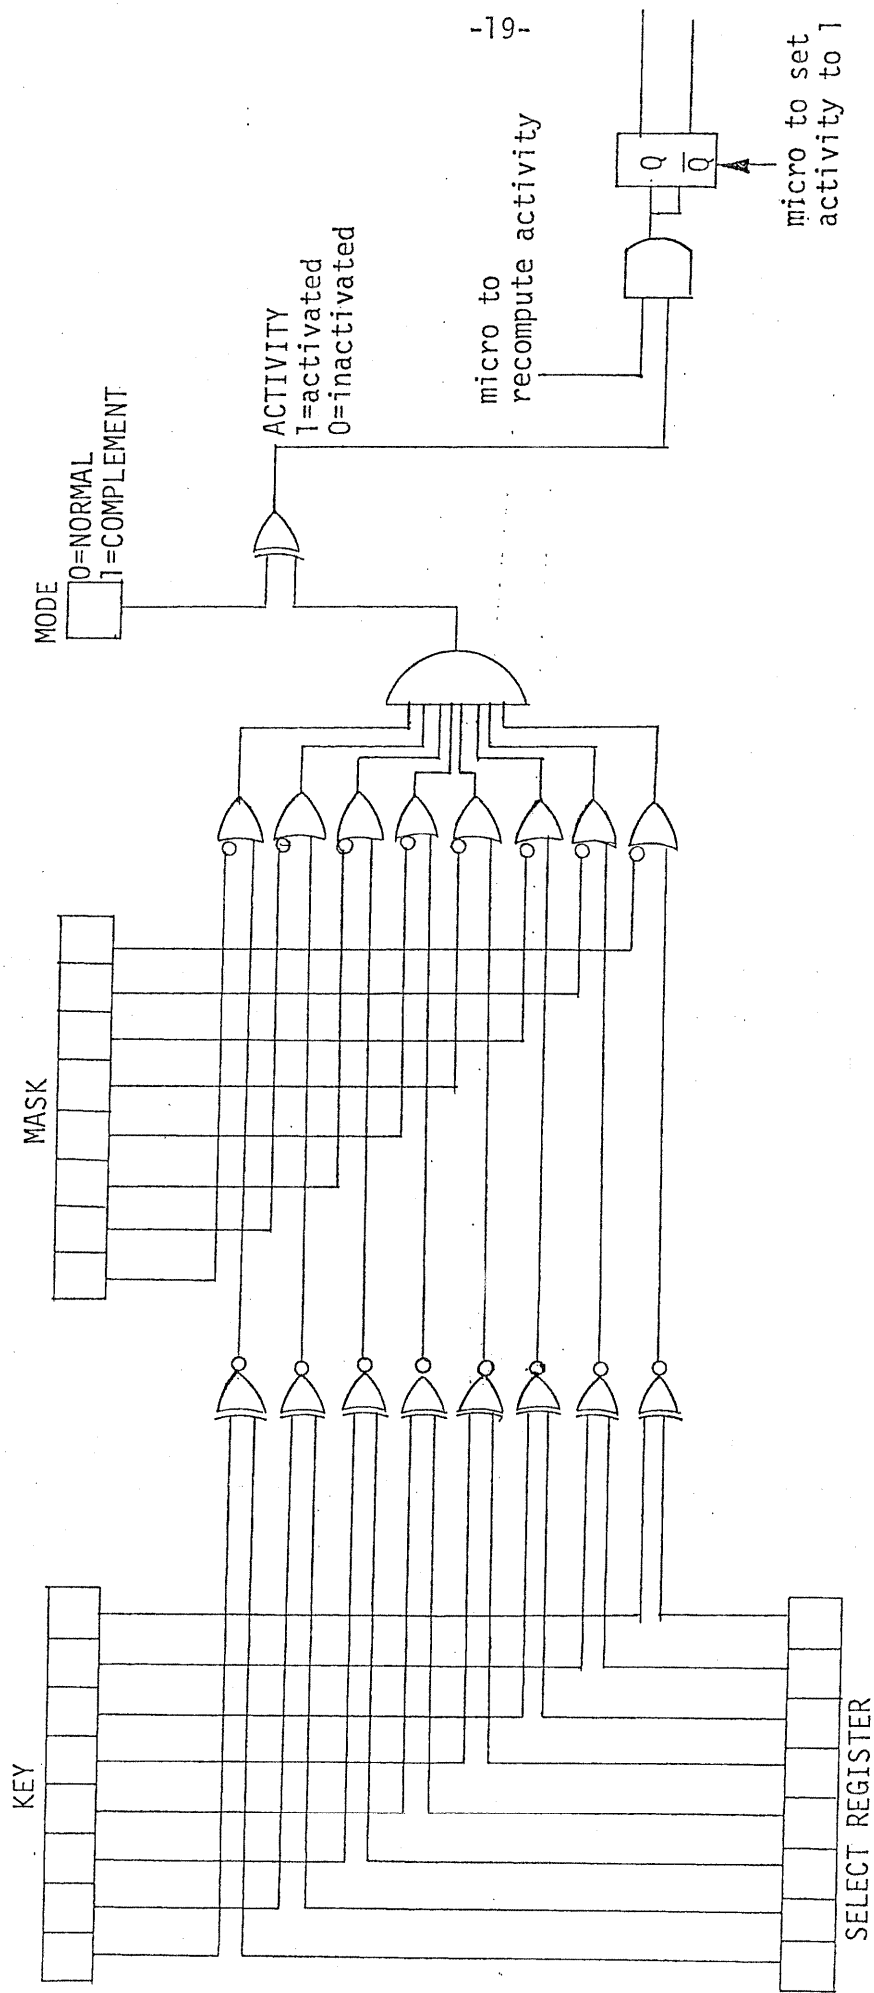 -19-
KEY
SELECT REGISTER
MASK
MODE
0=NORMAL
1=COMPLEMENT
ACTIVITY
1=activated
0=inactivated
micro to
recompute activity
Q
Q̅
micro to set
activity to 1